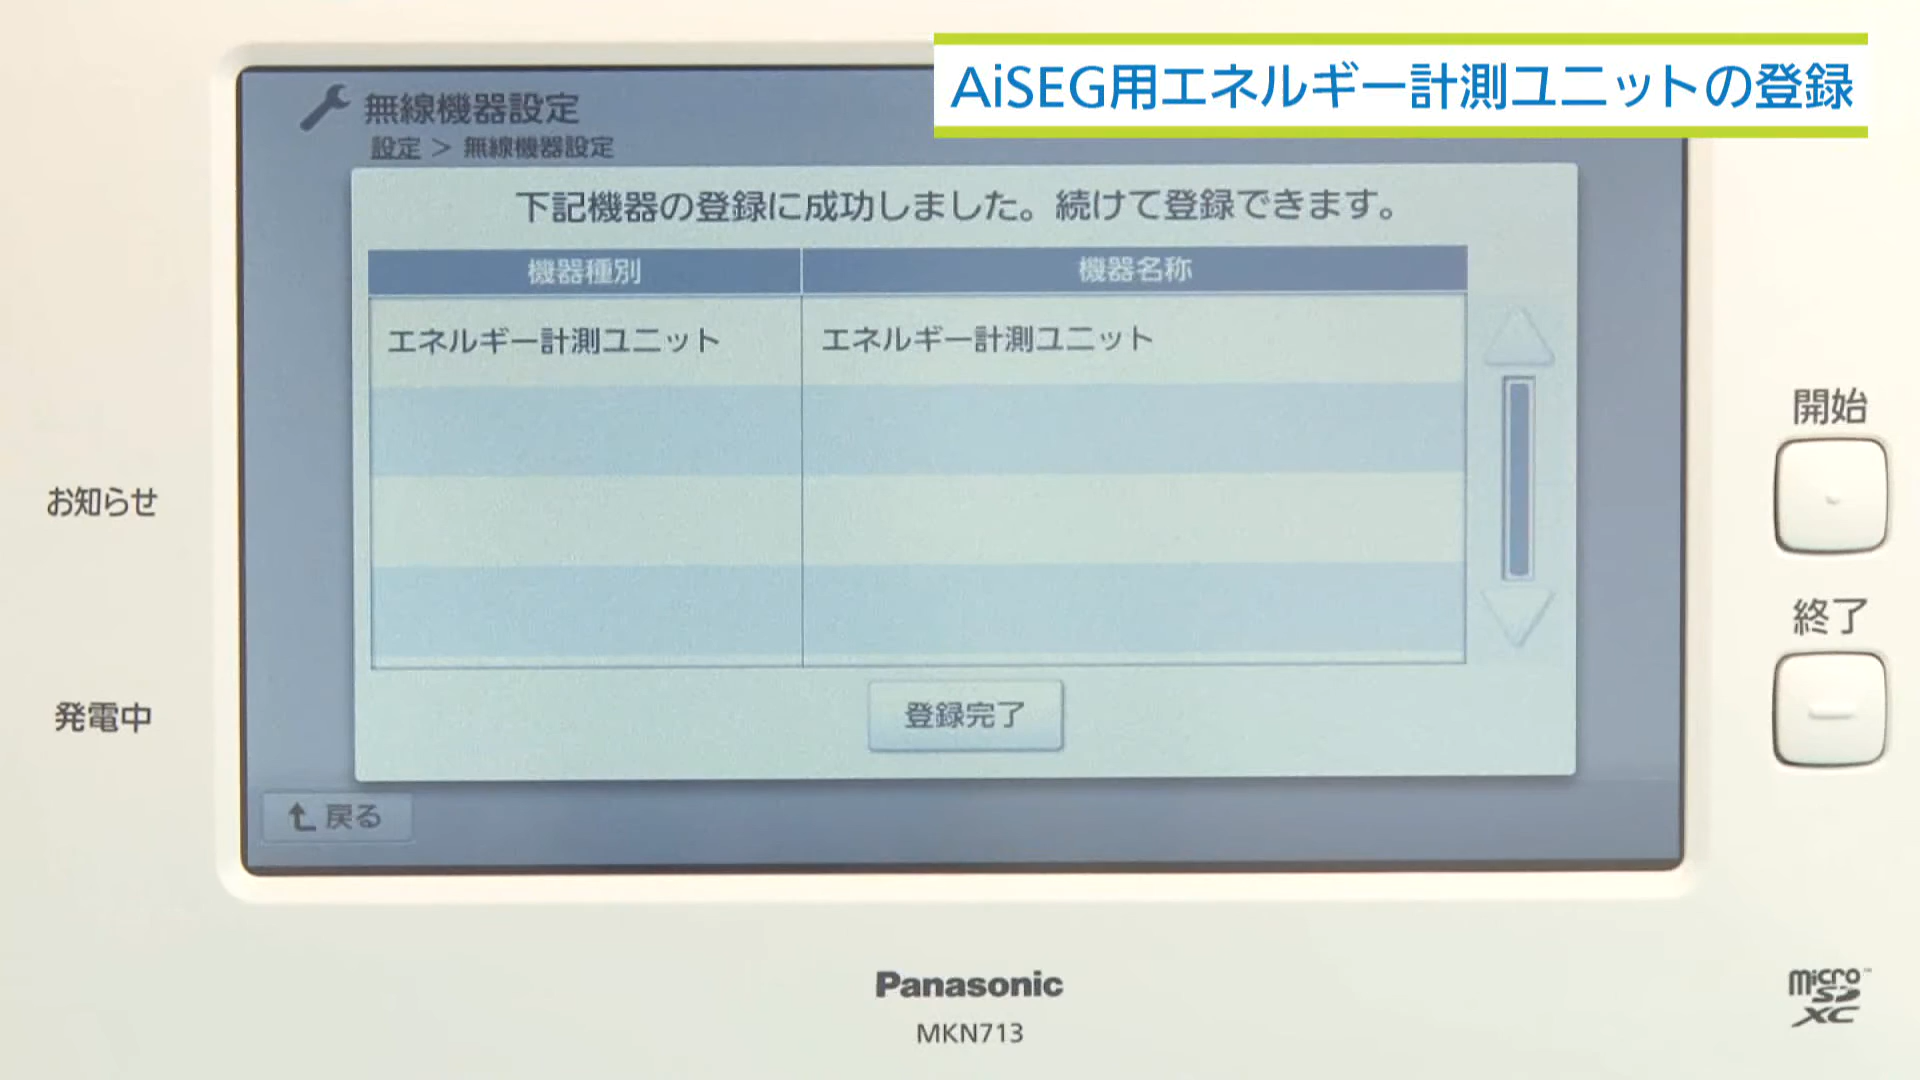 AiSEG用エネルギー計測ユニットの登録
無線機器設定
設定 > 無線機器設定
下記機器の登録に成功しました。続けて登録できます。
機器種別 機器名称
エネルギー計測ユニット エネルギー計測ユニット
登録完了
戻る
お知らせ
発電中
開始
終了
Panasonic
MKN713
micro
SD
XC